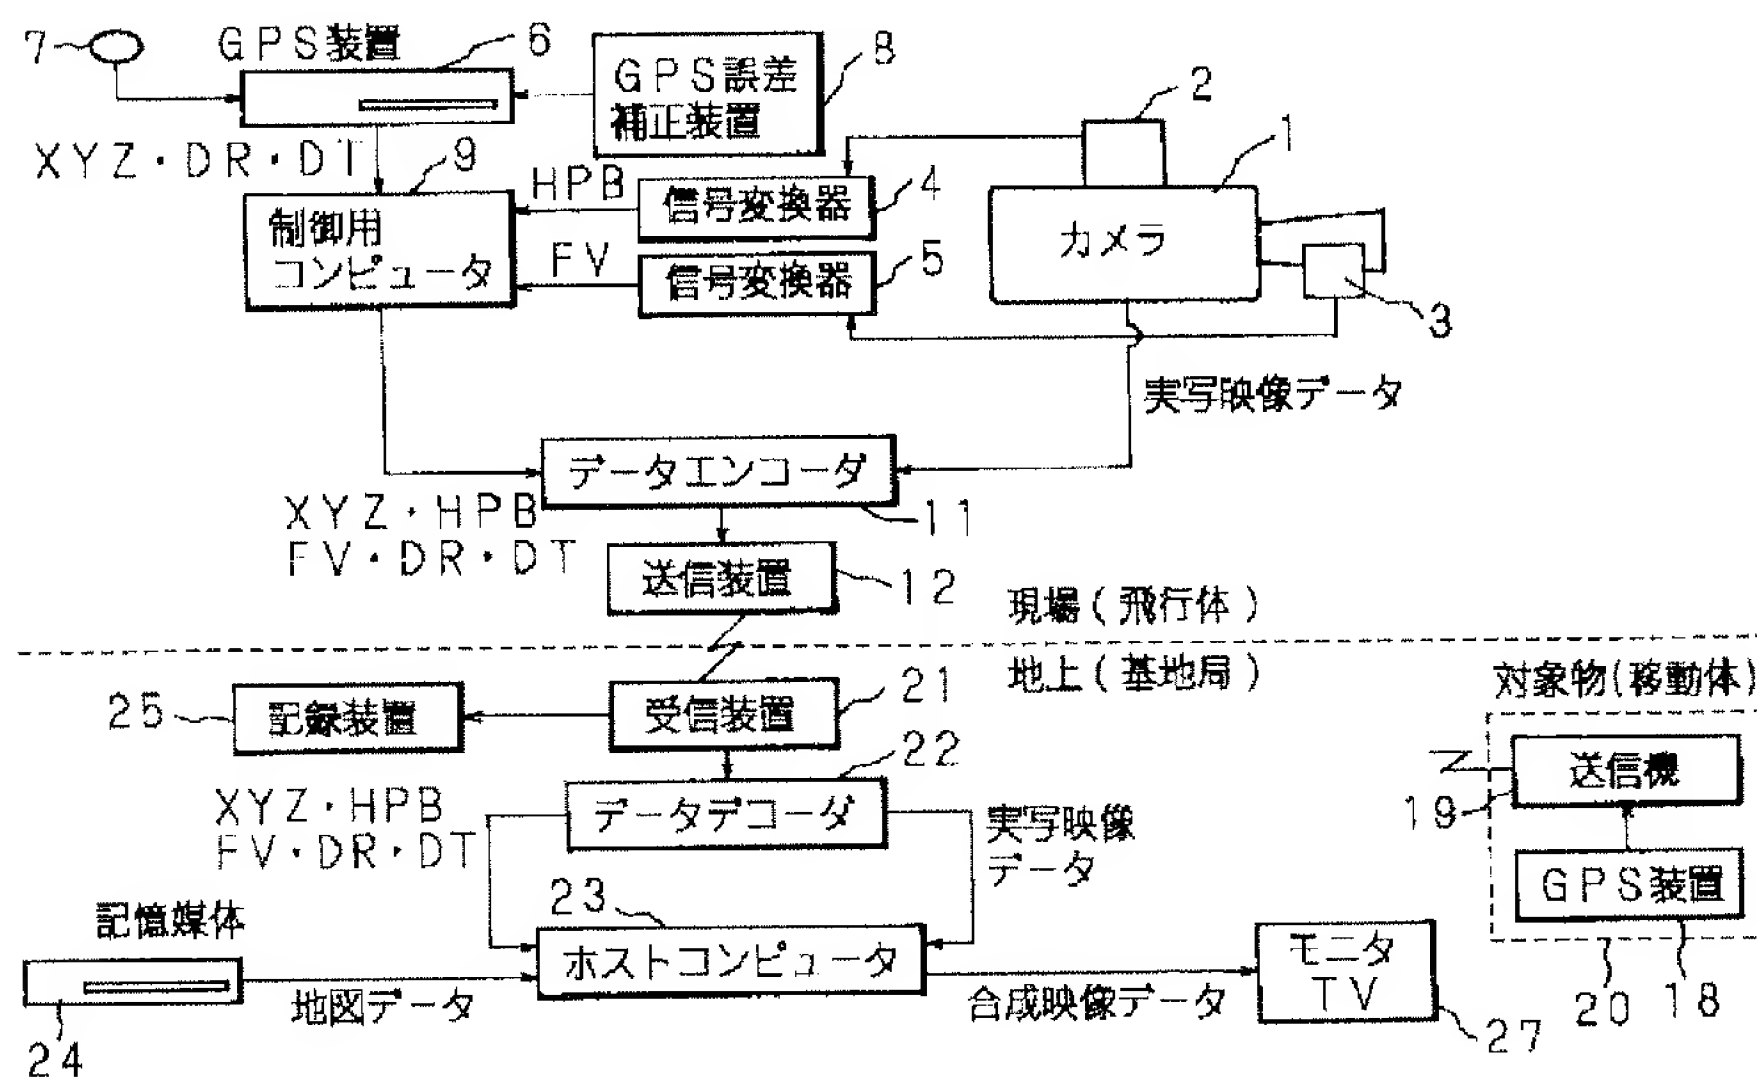 7
GPS装置
6
GPS誤差
補正装置
8
2
1
XYZ・DR・DT
9
HPB
信号変換器
4
制御用
コンピュータ
カメラ
FV
信号変換器
5
3
実写映像データ
データエンコーダ
11
XYZ・HPB
FV・DR・DT
送信装置
12
現場(飛行体)
地上(基地局)
対象物(移動体)
25
記録装置
受信装置
21
22
送信機
19
XYZ・HPB
FV・DR・DT
データデコーダ
実写映像
データ
GPS装置
記憶媒体
23
ホストコンピュータ
モニタ
TV
地図データ
合成映像データ
20
18
24
27